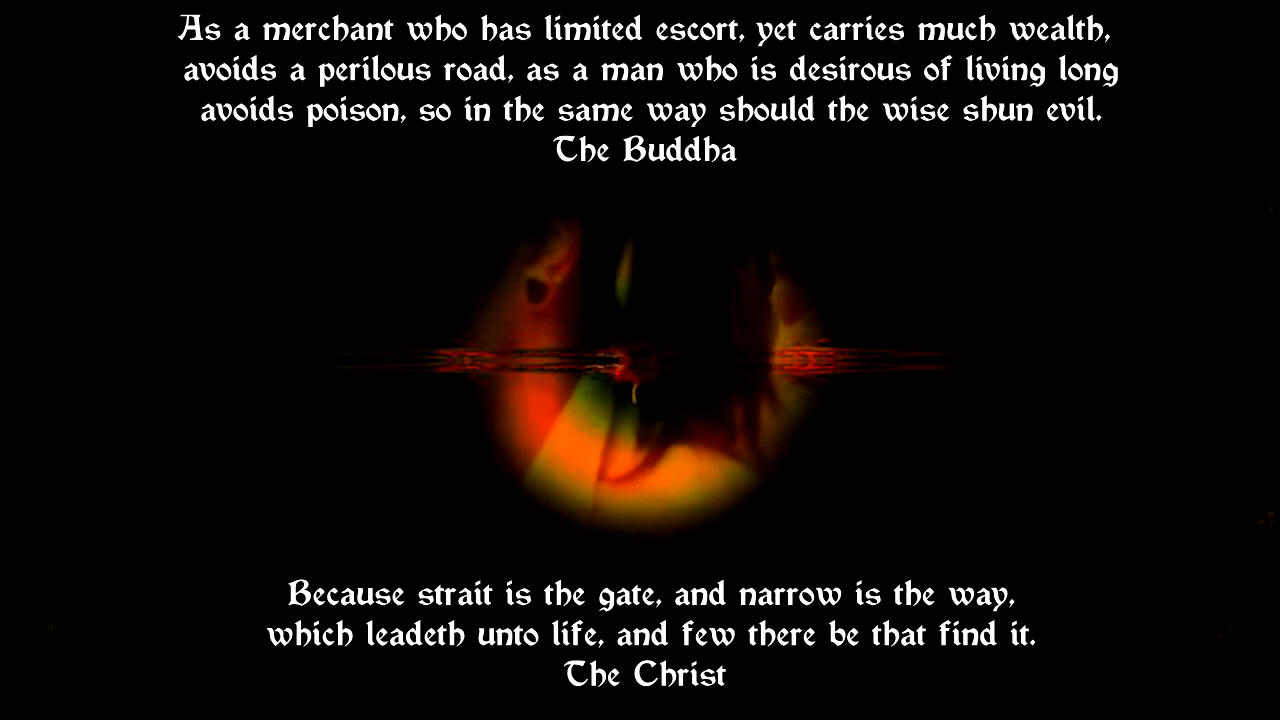 As a merchant who has limited escort, yet carries much wealth,
avoids a perilous road, as a man who is desirous of living long
avoids poison, so in the same way should the wise shun evil.
The Buddha
Because strait is the gate, and narrow is the way,
which leadeth unto life, and few there be that find it.
The Christ